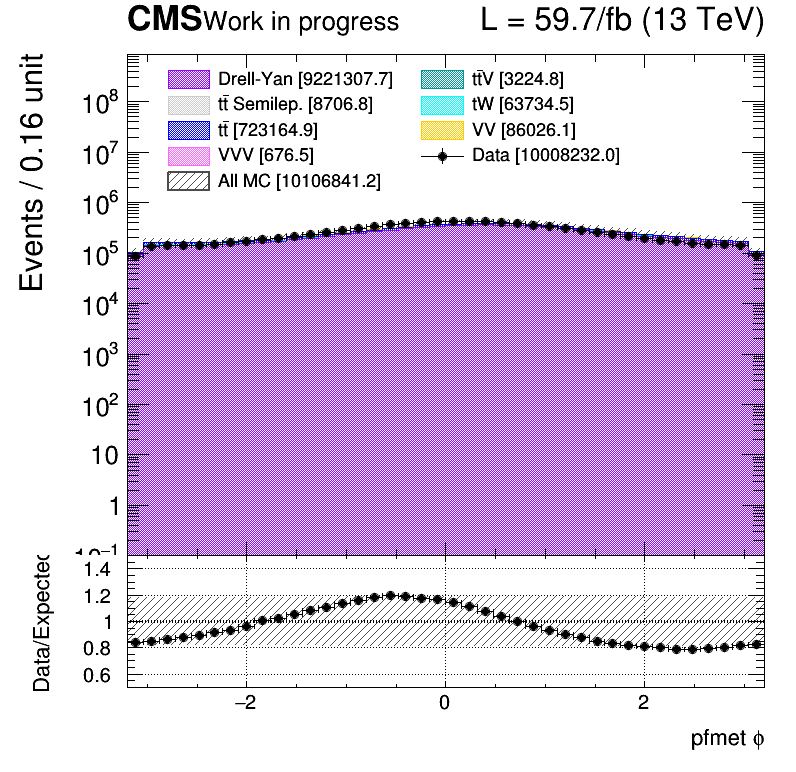 CMS Work in progress L = 59.7/fb (13 TeV)
Events / 0.16 unit
Drell-Yan [9221307.7]
tt̄ Semilep. [8706.8]
tt̄ [723164.9]
VVV [676.5]
All MC [10106841.2]
tt̄V [3224.8]
tW [63734.5]
VV [86026.1]
Data [10008232.0]
10⁸
10⁷
10⁶
10⁵
10⁴
10³
10²
10
1
10⁻¹
Data/Expected
1.4
1.2
1
0.8
0.6
−2 0 2
pfmet ϕ